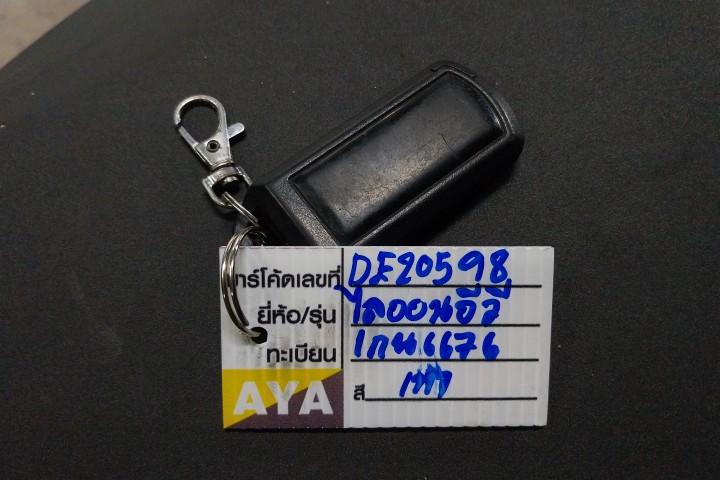 าร์โค้ดเลขที่ DE20598
ยี่ห้อ/รุ่น ไลออนอีวี
ทะเบียน 1กน6676
AYA สี